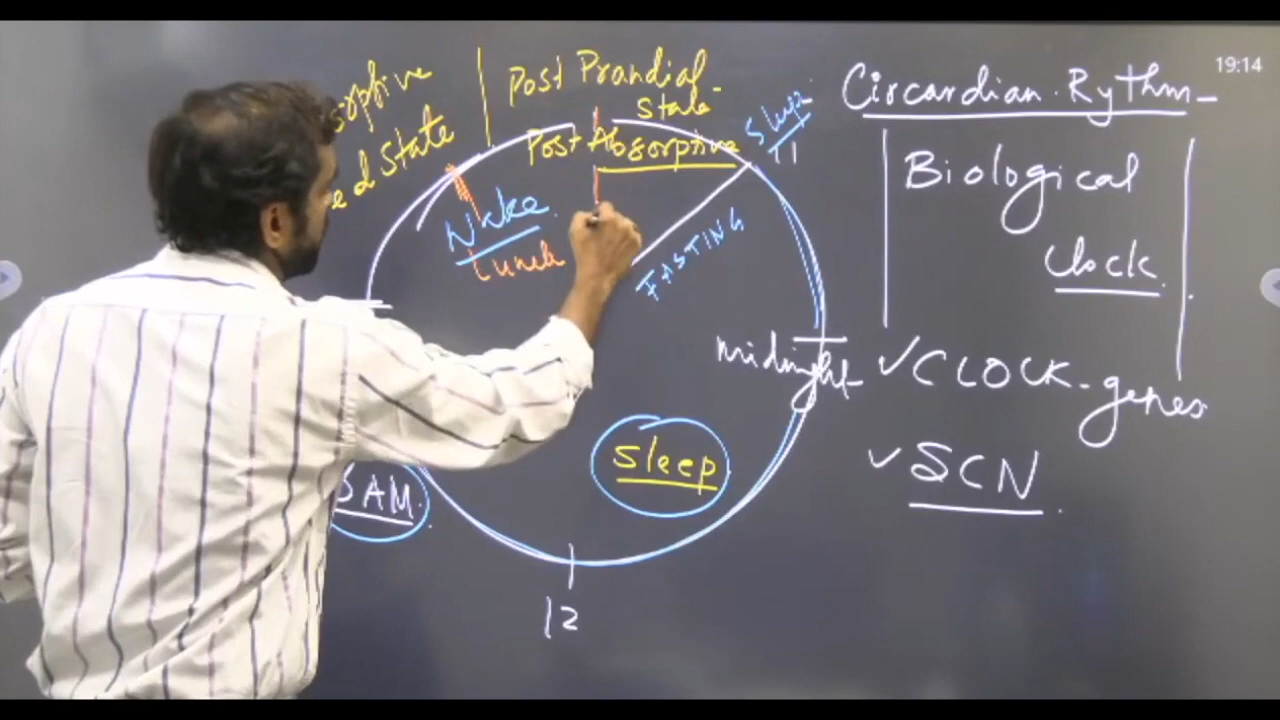 19:14
Circardian Rythm
Biological
Clock
CLOCK-genes
SCN
Post Prandial
State
Post Absorptive
State
Wake
Lunch
FASTING
midnight
sleep
AM
12
11